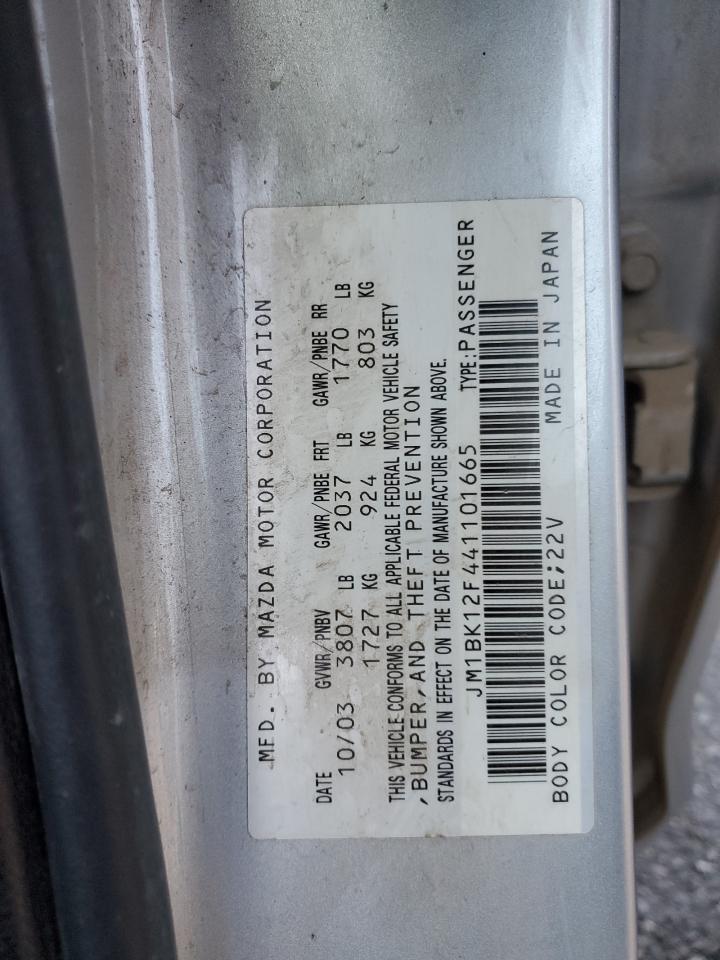 MFD. BY MAZDA MOTOR CORPORATION
DATE GVWR/PNBV GAWR/PNBE FRT GAWR/PNBE RR
10/03 3807 LB 2037 LB 1770 LB
1727 KG 924 KG 803 KG
THIS VEHICLE CONFORMS TO ALL APPLICABLE FEDERAL MOTOR VEHICLE SAFETY
,BUMPER,AND THEFT PREVENTION
STANDARDS IN EFFECT ON THE DATE OF MANUFACTURE SHOWN ABOVE.
JM1BK12F441101665 TYPE:PASSENGER
BODY COLOR CODE;22V MADE IN JAPAN